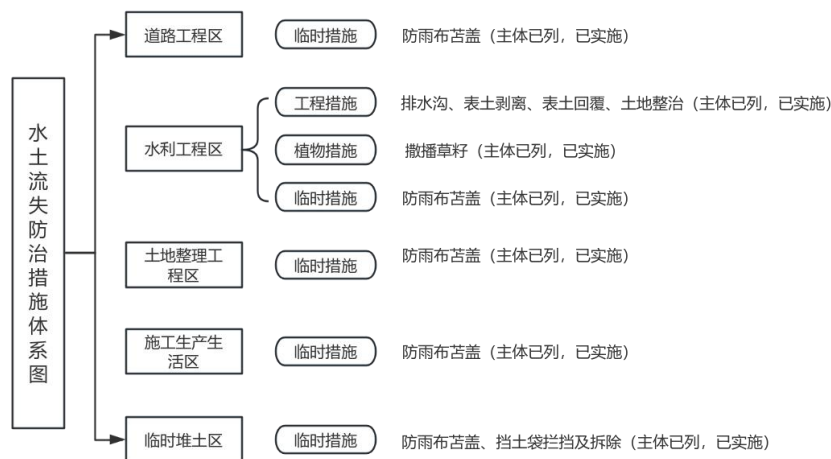 水土流失防治措施体系图
道路工程区
临时措施
防雨布苫盖（主体已列，已实施）
水利工程区
工程措施
排水沟、表土剥离、表土回覆、土地整治（主体已列，已实施）
植物措施
撒播草籽（主体已列，已实施）
临时措施
防雨布苫盖（主体已列，已实施）
土地整理工
程区
临时措施
防雨布苫盖（主体已列，已实施）
施工生产生
活区
临时措施
防雨布苫盖（主体已列，已实施）
临时堆土区
临时措施
防雨布苫盖、挡土袋拦挡及拆除（主体已列，已实施）